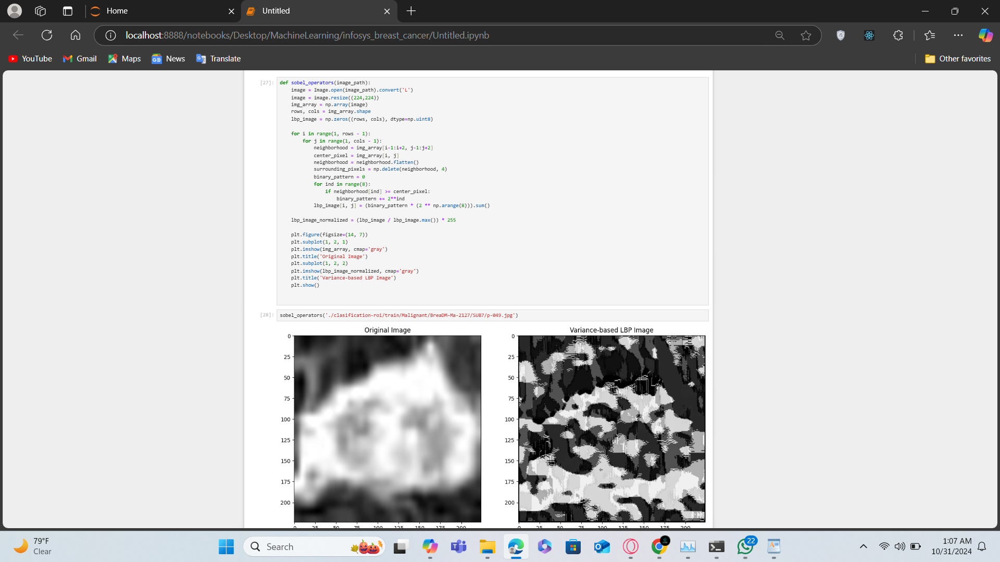 Home
Untitled
localhost:8888/notebooks/Desktop/MachineLearning/infosys_breast_cancer/Untitled.ipynb
YouTube Gmail Maps News Translate Other favorites
[27]: def sobel_operators(image_path):
image = Image.open(image_path).convert('L')
image = image.resize((224,224))
img_array = np.array(image)
rows, cols = img_array.shape
lbp_image = np.zeros((rows, cols), dtype=np.uint8)
for i in range(1, rows - 1):
for j in range(1, cols - 1):
neighborhood = img_array[i-1:i+2, j-1:j+2]
center_pixel = img_array[i, j]
neighborhood = neighborhood.flatten()
surrounding_pixels = np.delete(neighborhood, 4)
binary_pattern = 0
for ind in range(8):
if neighborhood[ind] >= center_pixel:
binary_pattern += 2**ind
lbp_image[i, j] = (binary_pattern * (2 ** np.arange(8))).sum()
lbp_image_normalized = (lbp_image / lbp_image.max()) * 255
plt.figure(figsize=(14, 7))
plt.subplot(1, 2, 1)
plt.imshow(img_array, cmap='gray')
plt.title('Original Image')
plt.subplot(1, 2, 2)
plt.imshow(lbp_image_normalized, cmap='gray')
plt.title('Variance-based LBP Image')
plt.show()
[28]: sobel_operators('./clasification-roi/train/Malignant/BreaDM-Ma-2127/SUB7/p-049.jpg')
Original Image
0
25
50
75
100
125
150
175
200
0 25 50 75 100 125 150 175 200
Variance-based LBP Image
0
25
50
75
100
125
150
175
200
0 25 50 75 100 125 150 175 200
79°F
Clear
Search
22
1:07 AM
10/31/2024